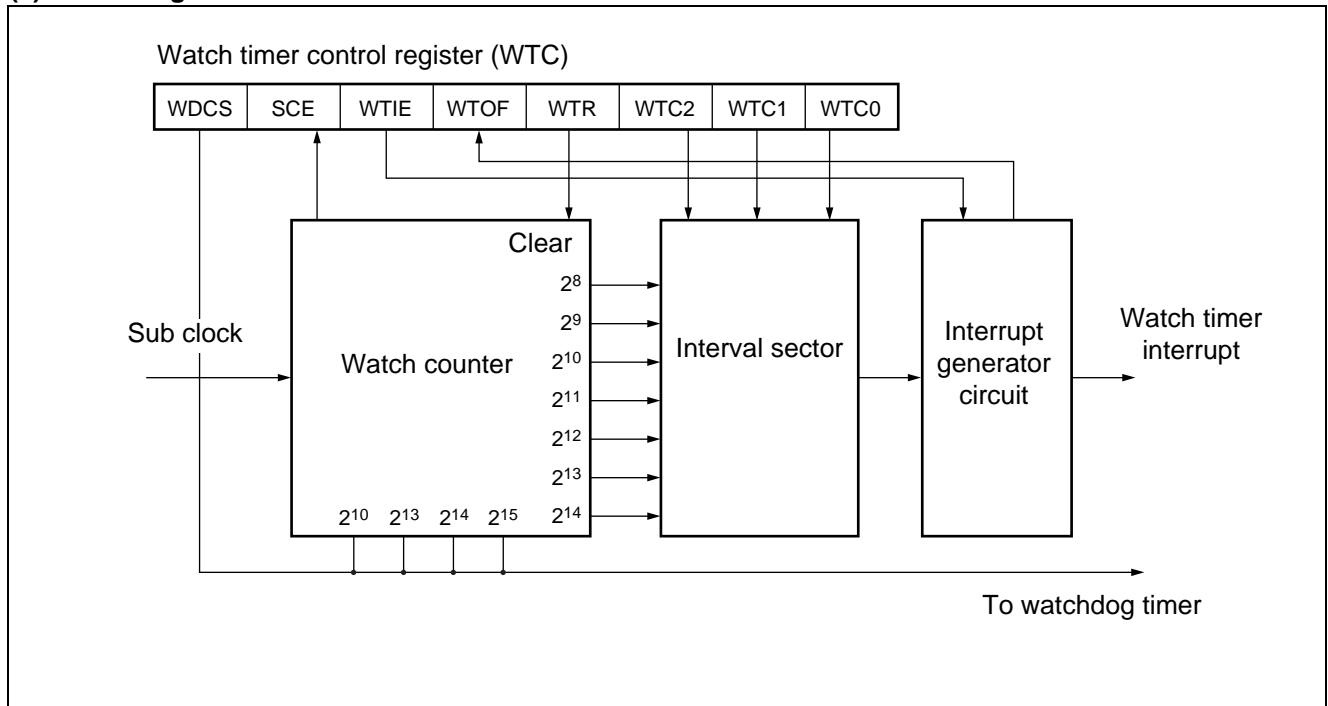 Watch timer control register (WTC)
WDCS SCE WTIE WTOF WTR WTC2 WTC1 WTC0
Clear
2⁸
2⁹
2¹⁰
2¹¹
2¹²
2¹³
2¹⁴
Sub clock
Watch counter
2¹⁰ 2¹³ 2¹⁴ 2¹⁵
Interval sector
Interrupt
generator
circuit
Watch timer
interrupt
To watchdog timer